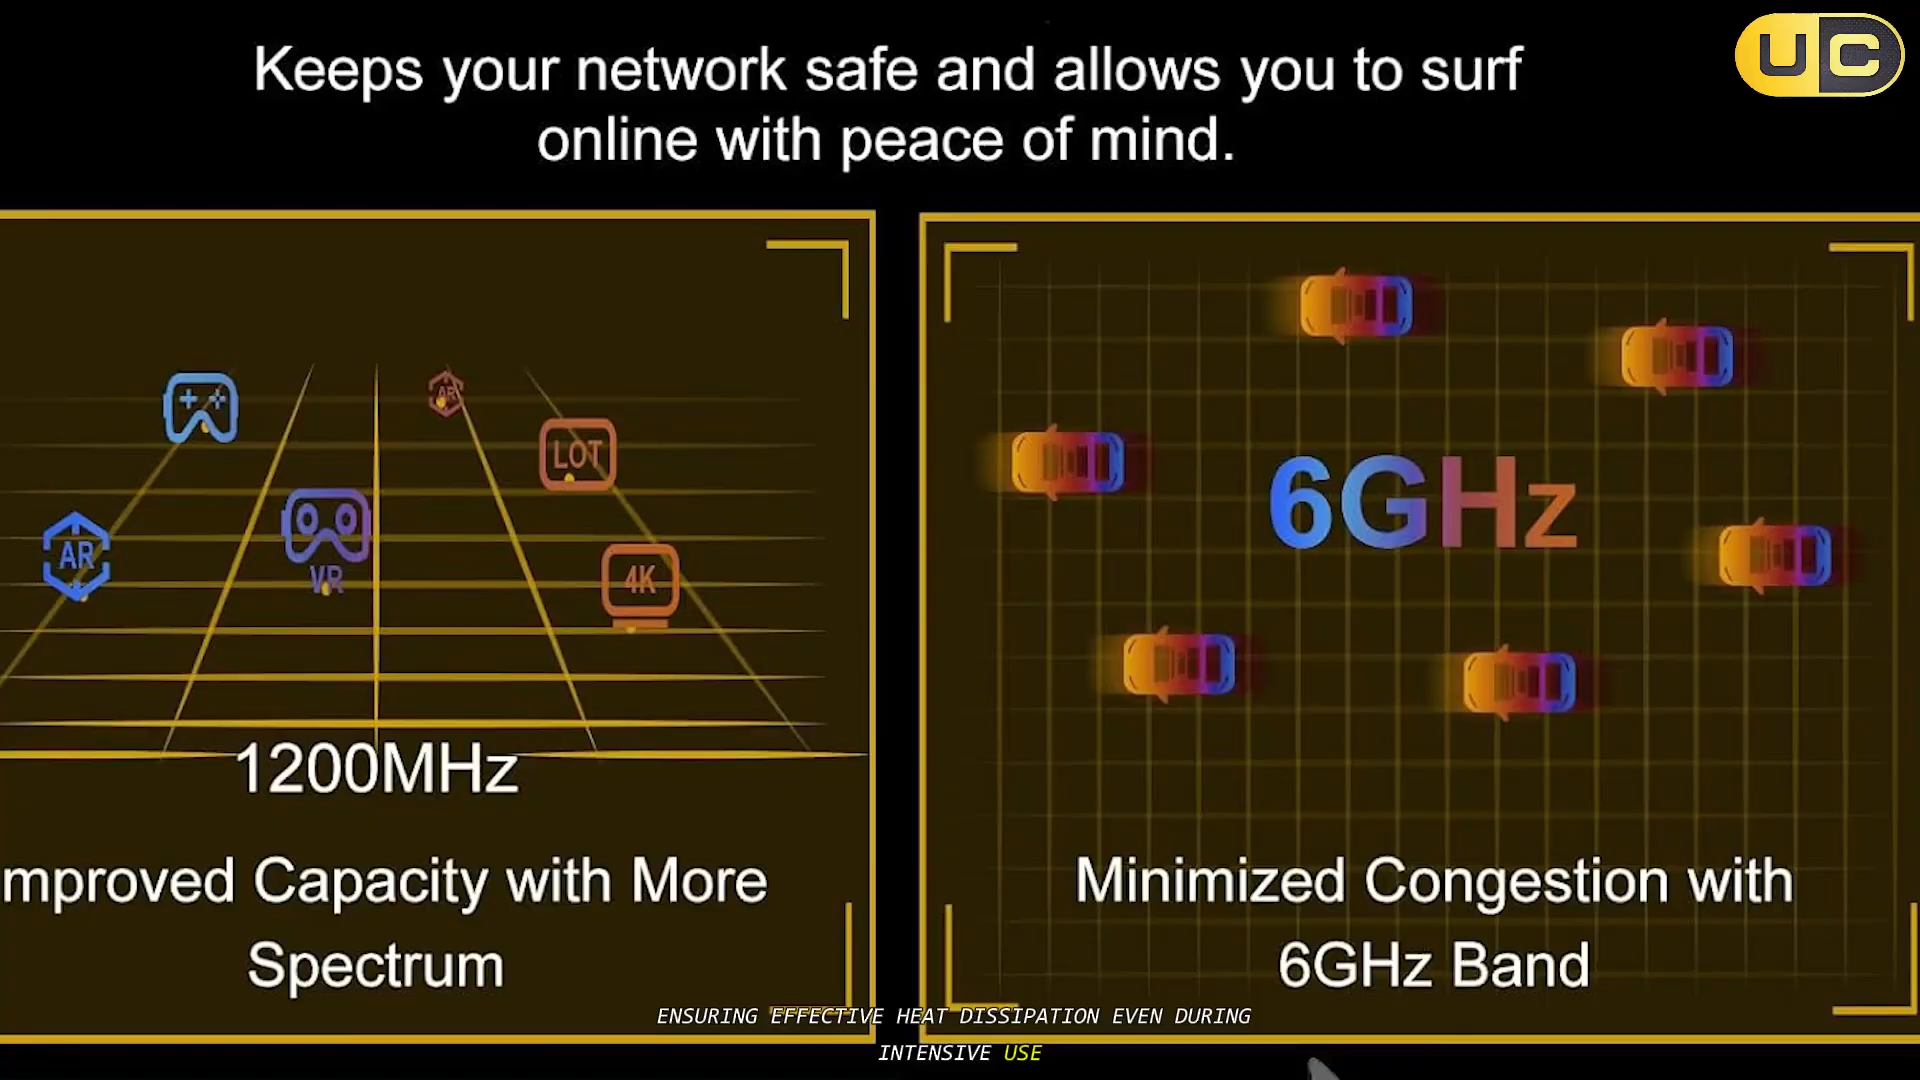 UC
Keeps your network safe and allows you to surf
online with peace of mind.
AR
LOT
AR
VR
4K
1200MHz
mproved Capacity with More
Spectrum
6GHz
Minimized Congestion with
6GHz Band
ENSURING EFFECTIVE HEAT DISSIPATION EVEN DURING
INTENSIVE USE